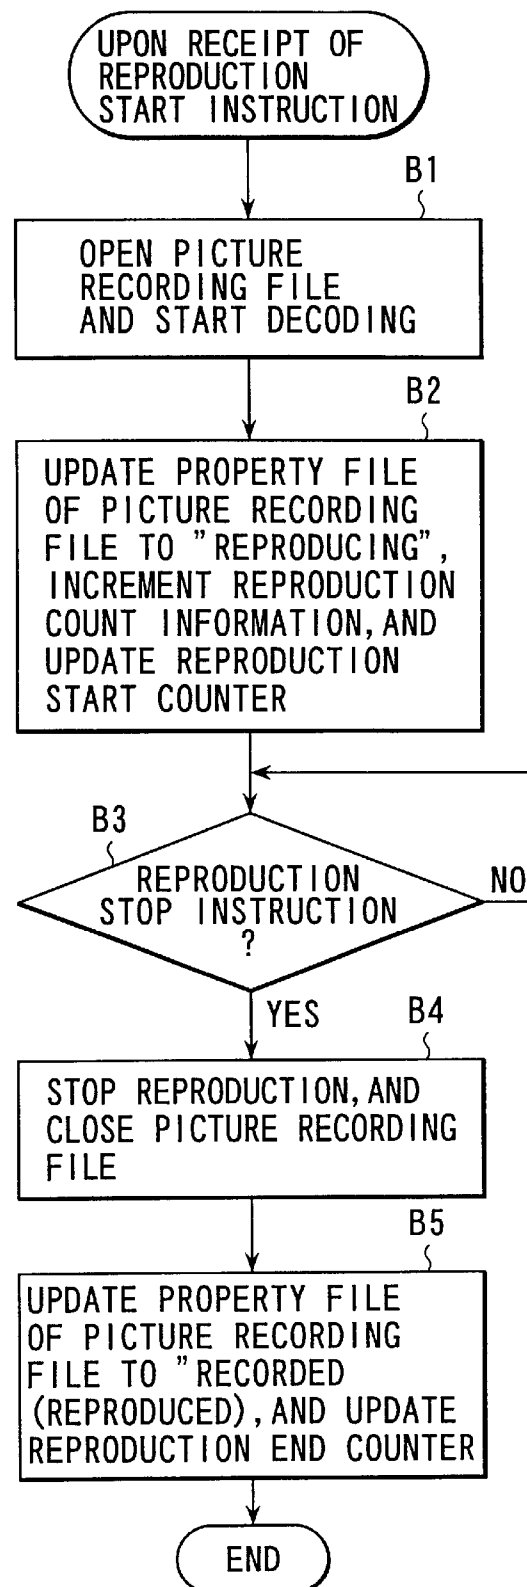 UPON RECEIPT OF
REPRODUCTION
START INSTRUCTION
B1
OPEN PICTURE
RECORDING FILE
AND START DECODING
B2
UPDATE PROPERTY FILE
OF PICTURE RECORDING
FILE TO "REPRODUCING",
INCREMENT REPRODUCTION
COUNT INFORMATION, AND
UPDATE REPRODUCTION
START COUNTER
B3
REPRODUCTION
STOP INSTRUCTION
?
NO
YES
B4
STOP REPRODUCTION, AND
CLOSE PICTURE RECORDING
FILE
B5
UPDATE PROPERTY FILE
OF PICTURE RECORDING
FILE TO "RECORDED
(REPRODUCED), AND UPDATE
REPRODUCTION END COUNTER
END